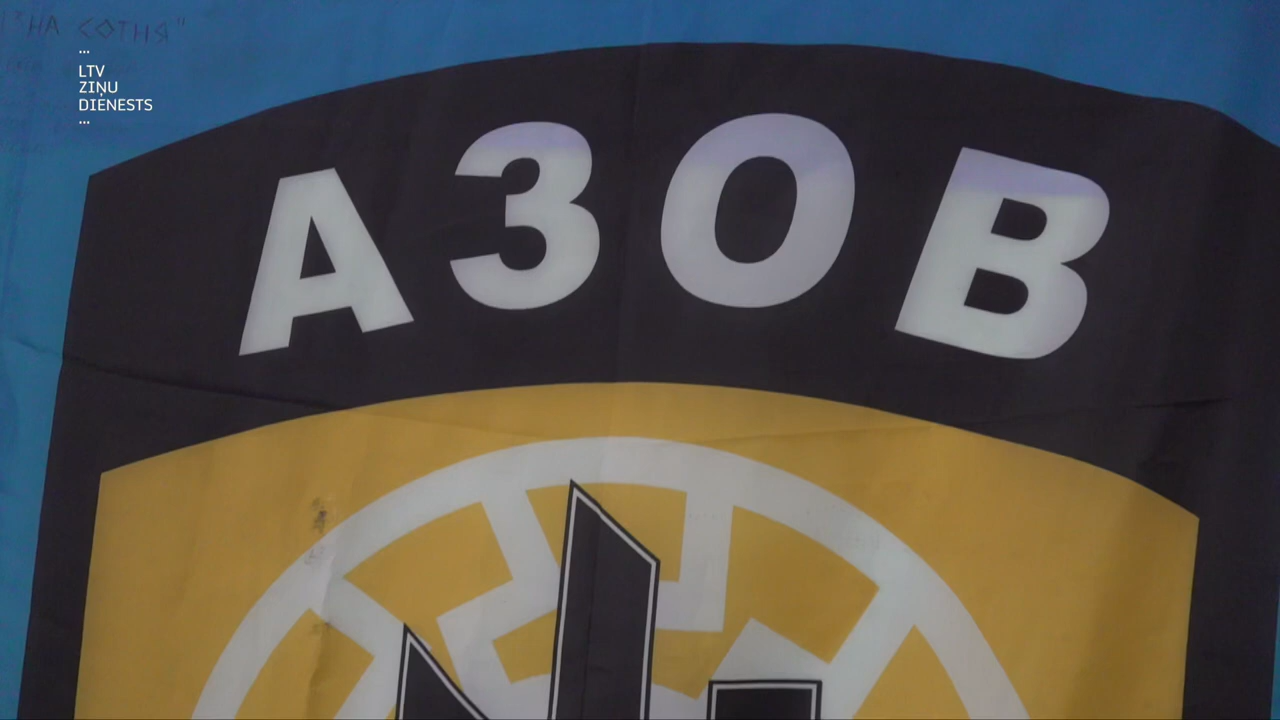 НА СОТНЯ"
...
LTV
ZIŅU
DIENESTS
...
АЗОВ